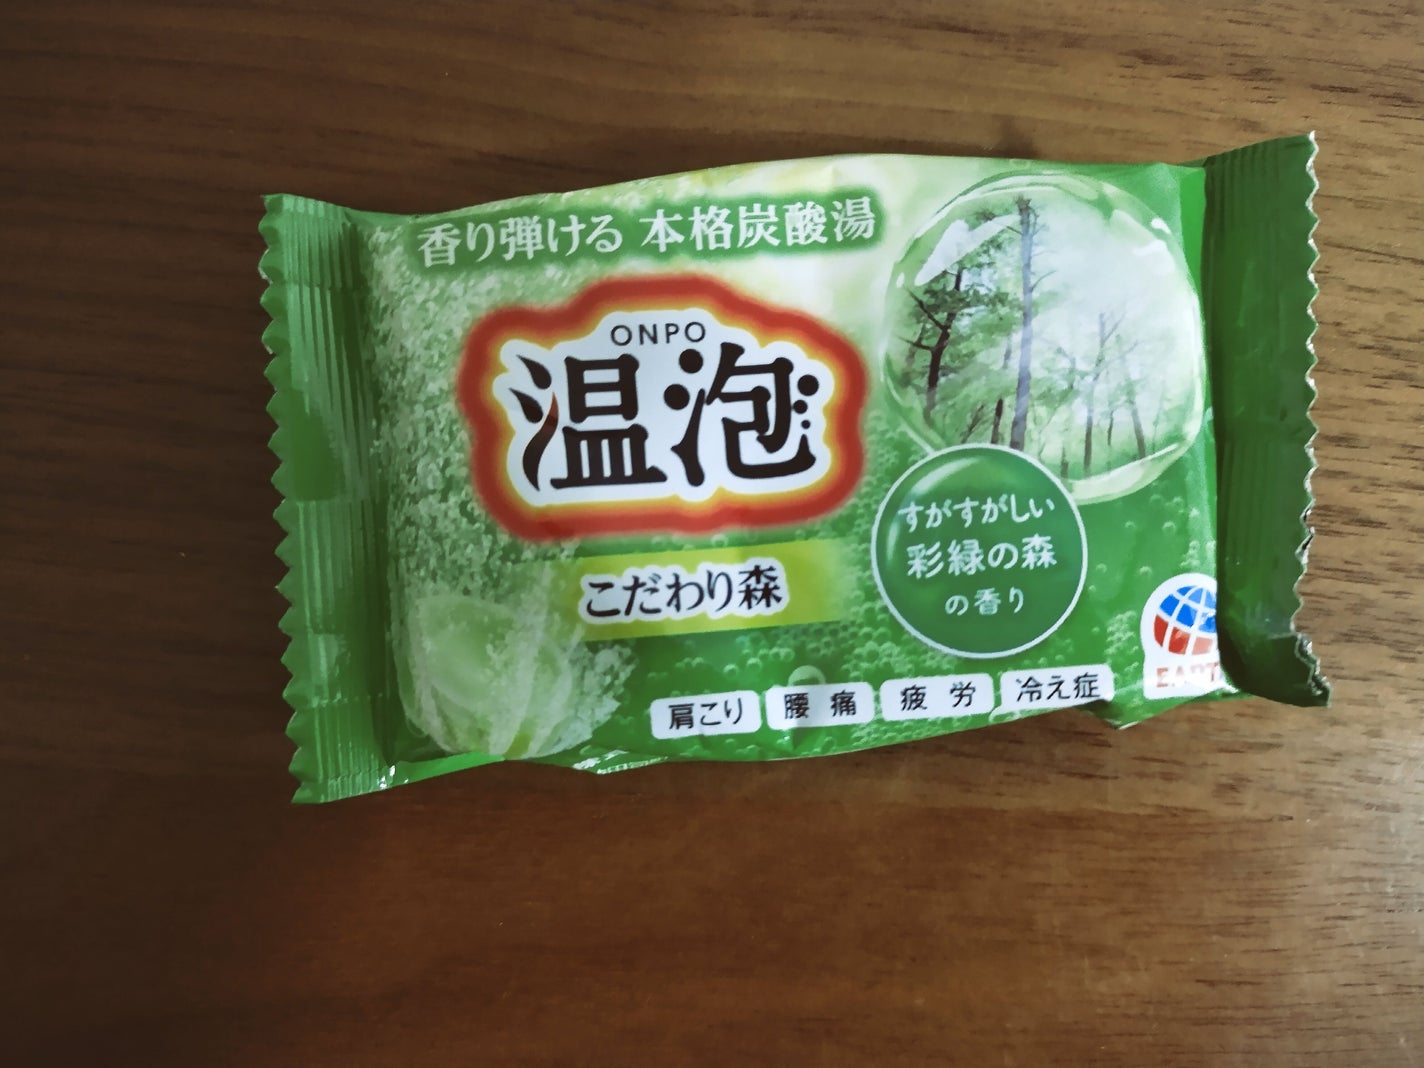 香り弾ける 本格炭酸湯
ONPO
温泡
こだわり森
すがすがしい
彩緑の森
の香り
肩こり 腰痛 疲労 冷え症
EART